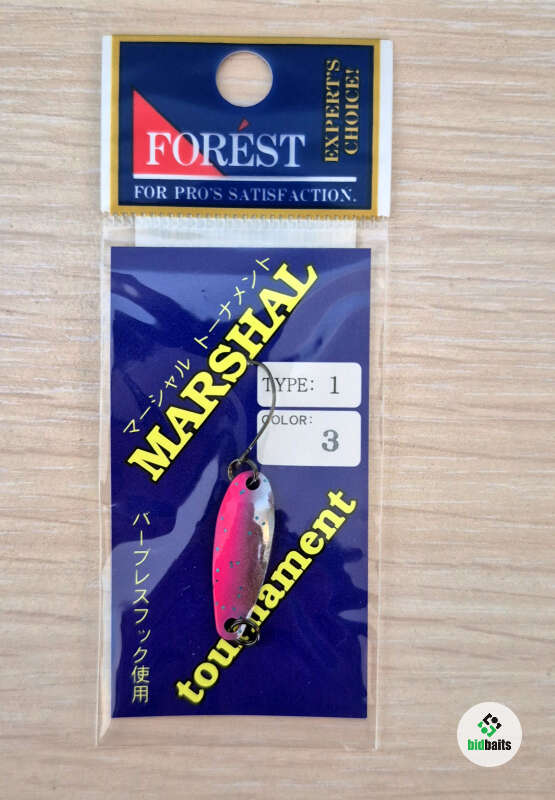 FORÉST
EXPERT'S
CHOICE!
FOR PRO'S SATISFACTION.
マーシャル トーナメント
MARSHAL
TYPE: 1
COLOR:
3
tournament
バーブレスフック使用
bidbaits